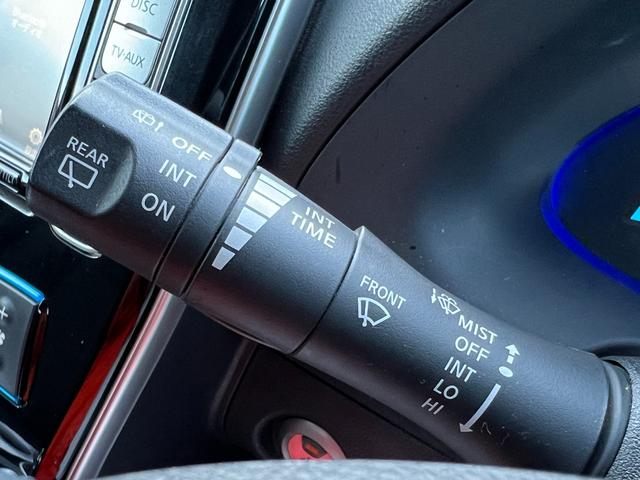 DISC
TV·AUX
REAR
OFF
INT
ON
INT
TIME
FRONT
MIST
OFF
INT
LO
HI